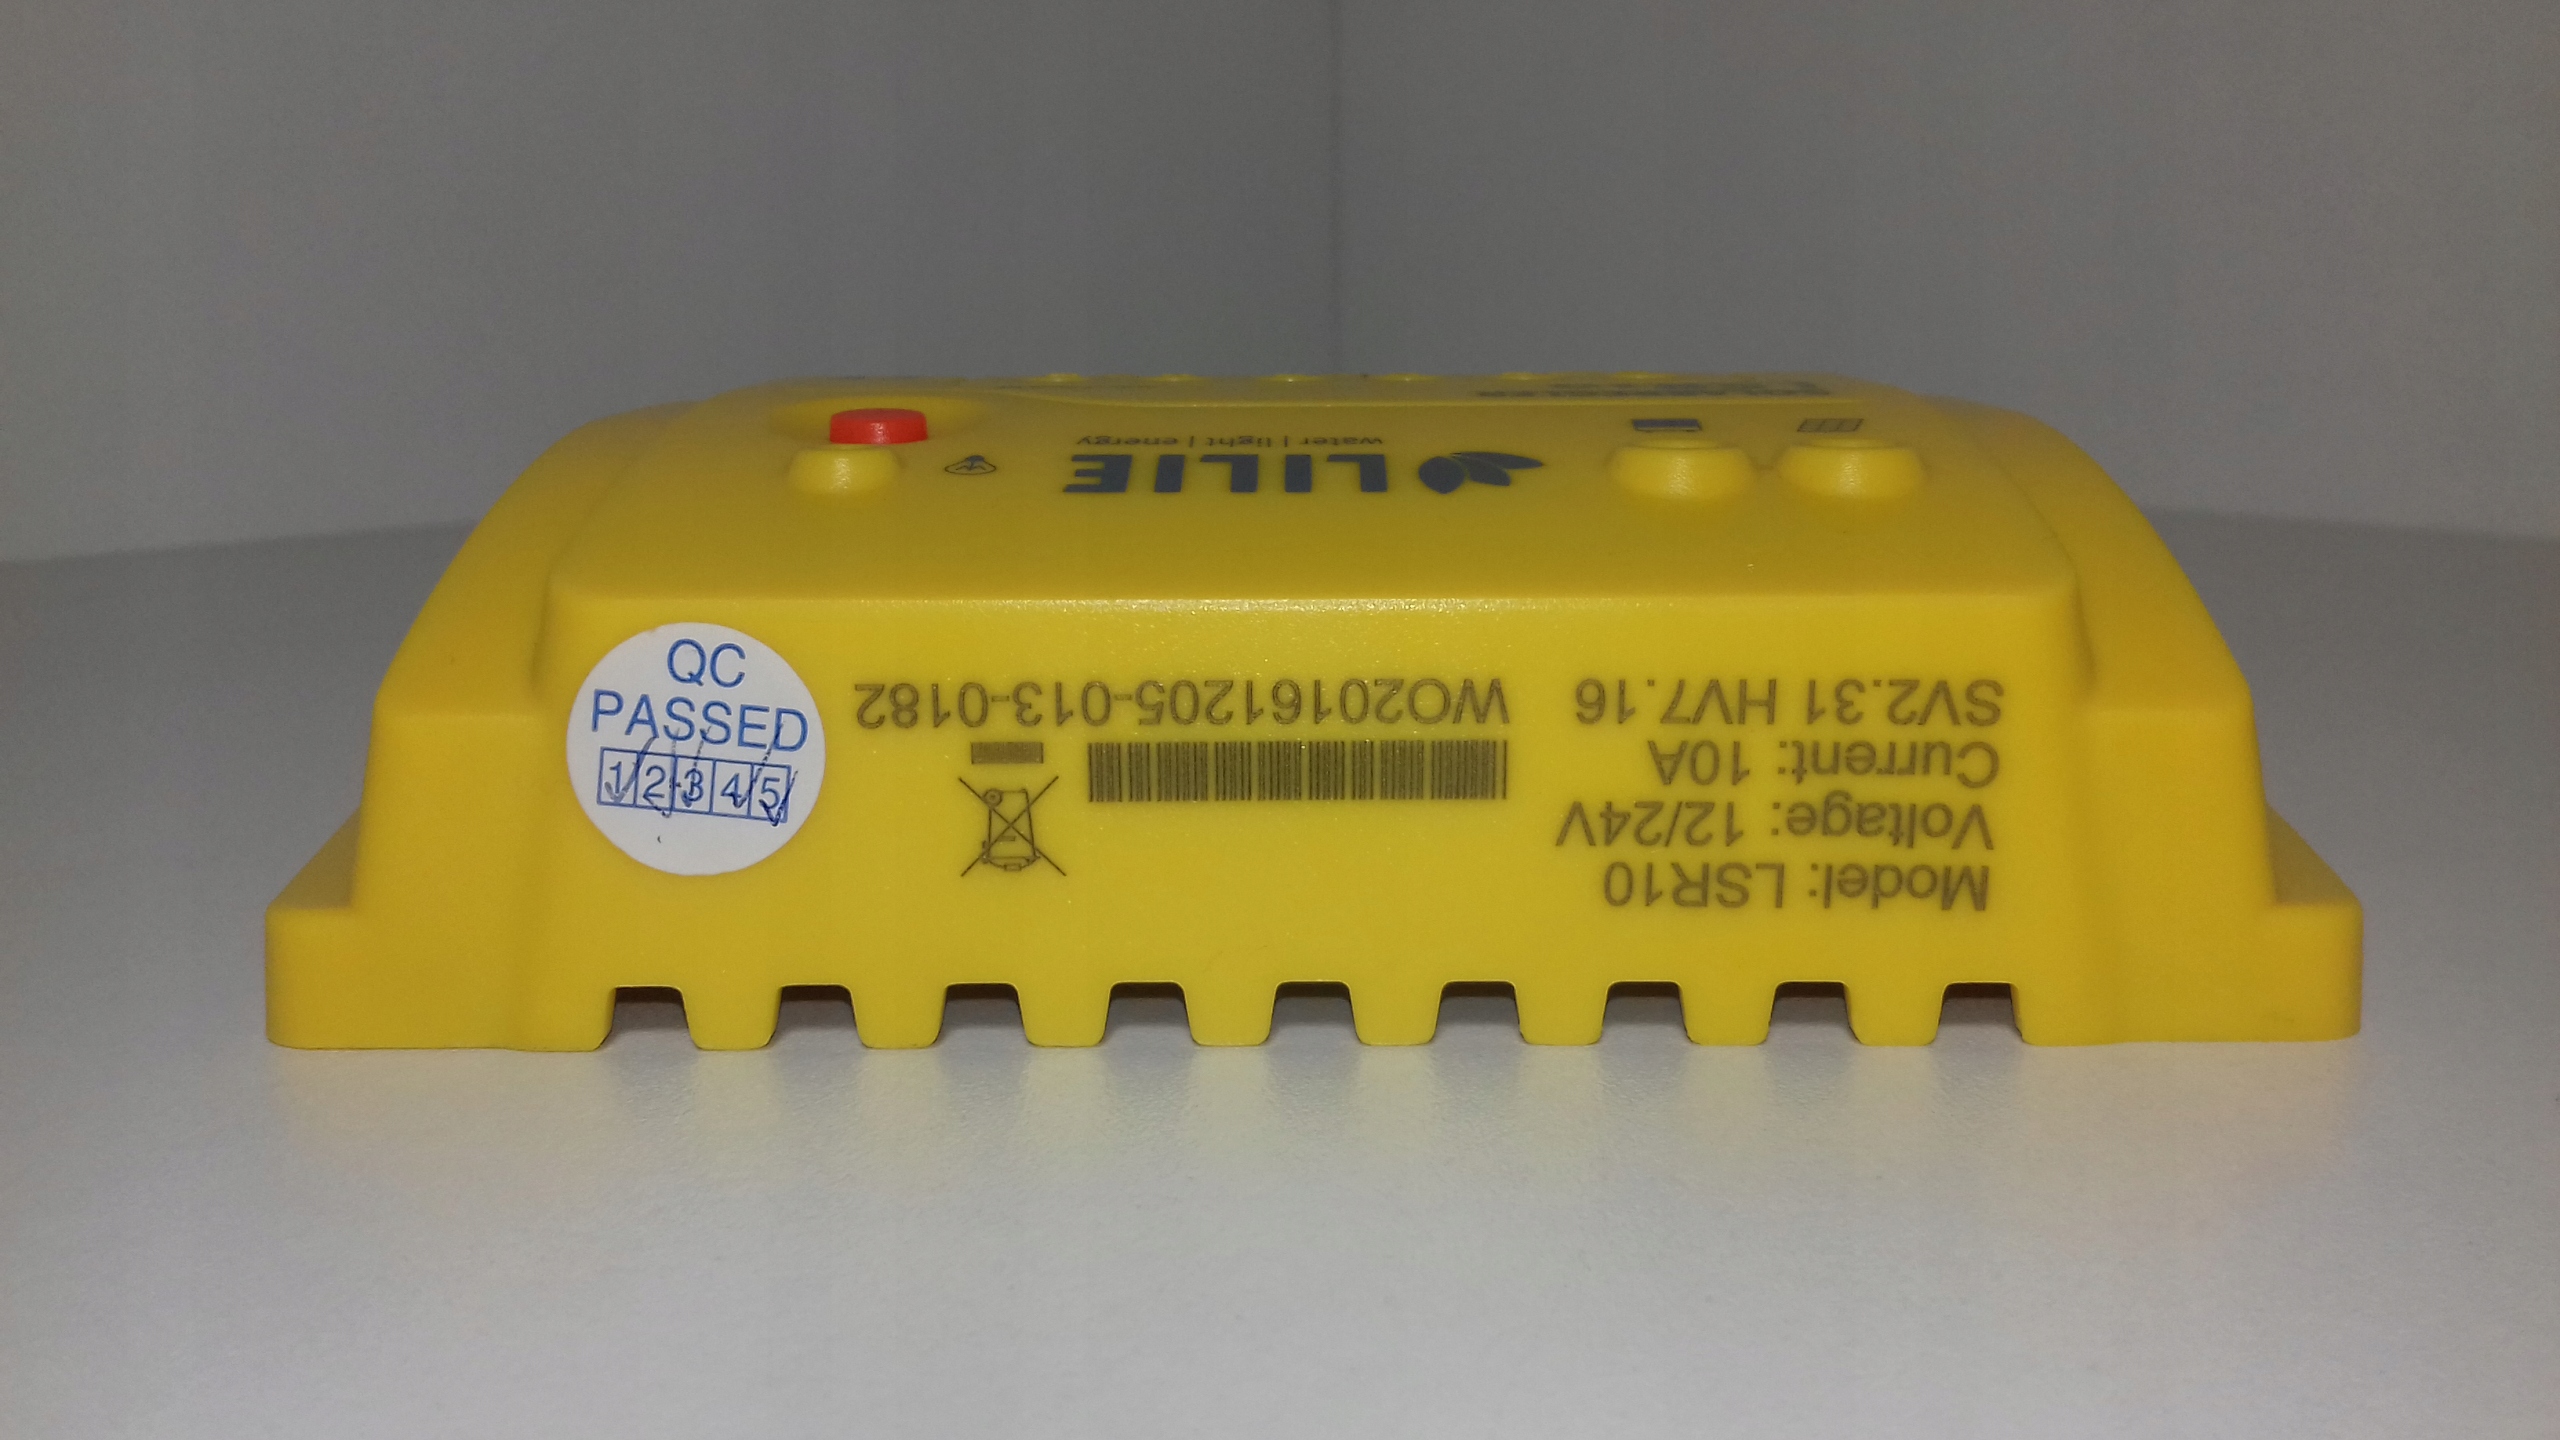 LILIE
water | light | energy
Model: LSR10
Voltage: 12/24V
Current: 10A
SV2.31 HV7.16
WO20161205-013-0182
QC
PASSED
1 2 3 4 5